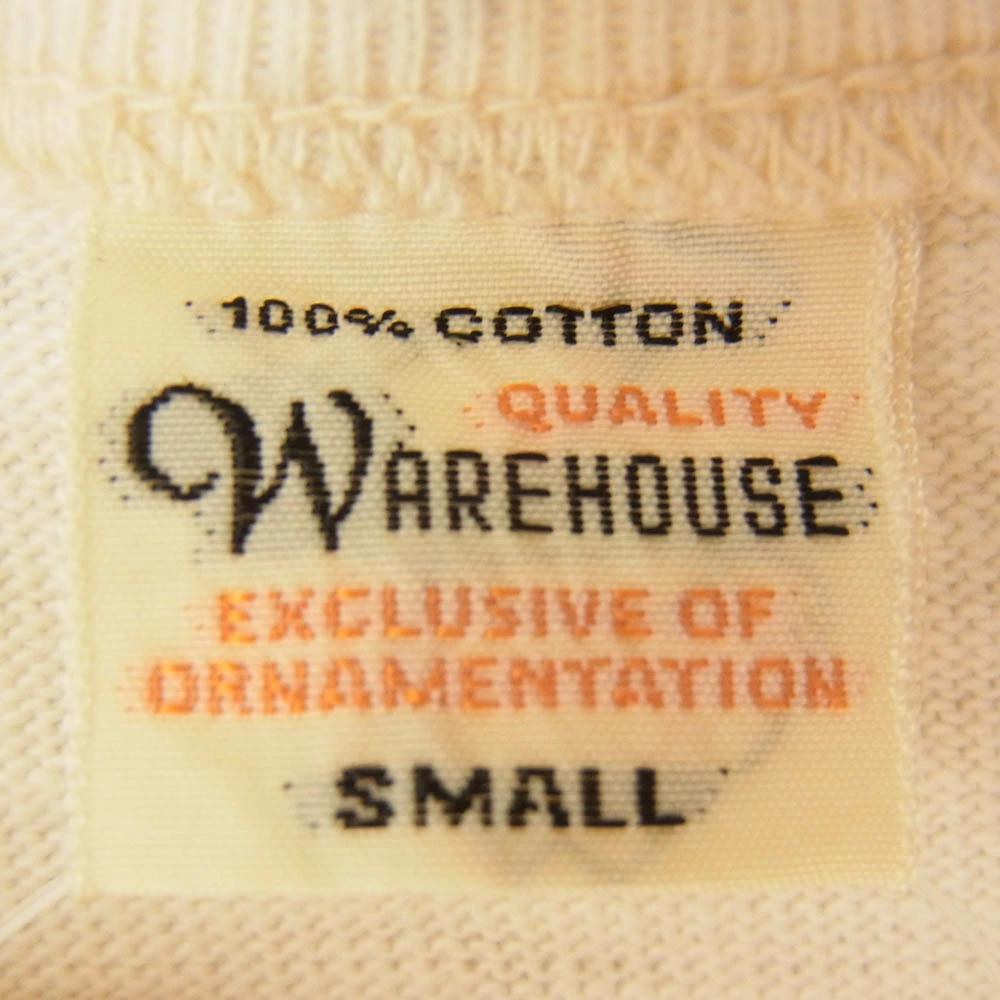 100% COTTON
QUALITY
WAREHOUSE
EXCLUSIVE OF
ORNAMENTATION
SMALL